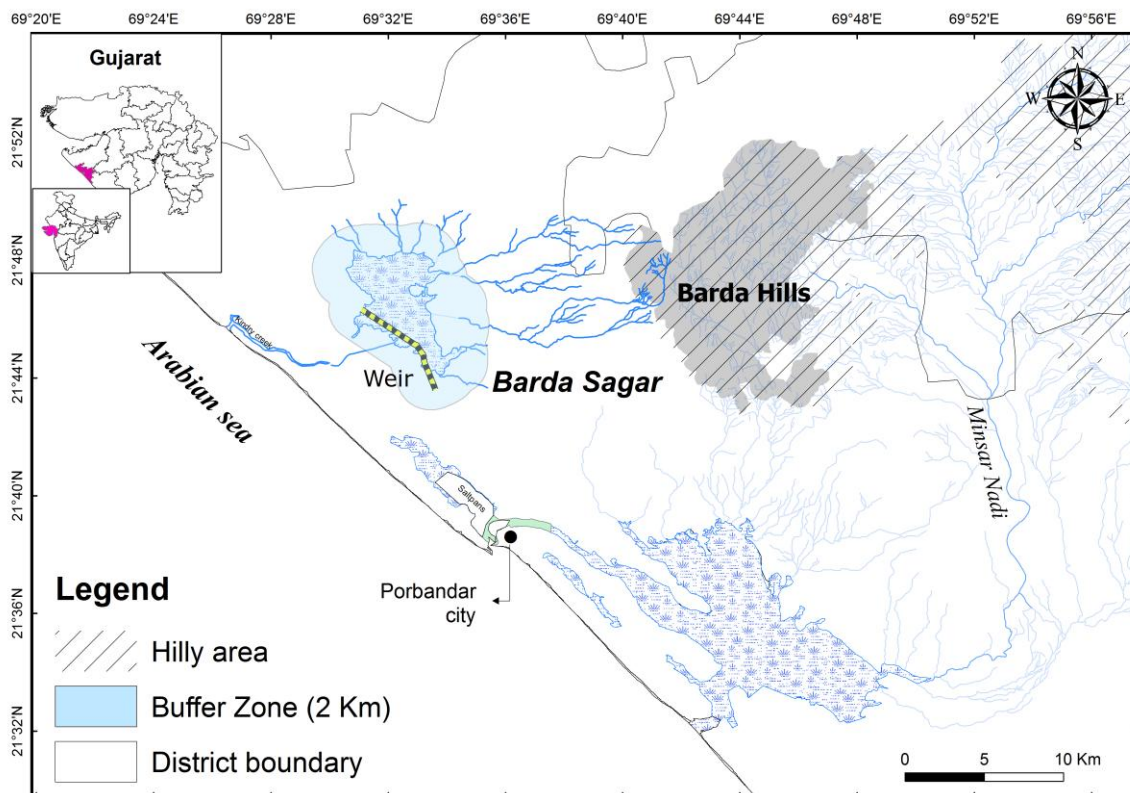 69°20'E 69°24'E 69°28'E 69°32'E 69°36'E 69°40'E 69°44'E 69°48'E 69°52'E 69°56'E
21°52'N
21°48'N
21°44'N
21°40'N
21°36'N
21°32'N
Gujarat
N
W E
S
Barda Hills
Kindry creek
Weir
Barda Sagar
Arabian sea
Minsar Nadi
Saltpans
Porbandar
city
Legend
Hilly area
Buffer Zone (2 Km)
District boundary
0 5 10 Km